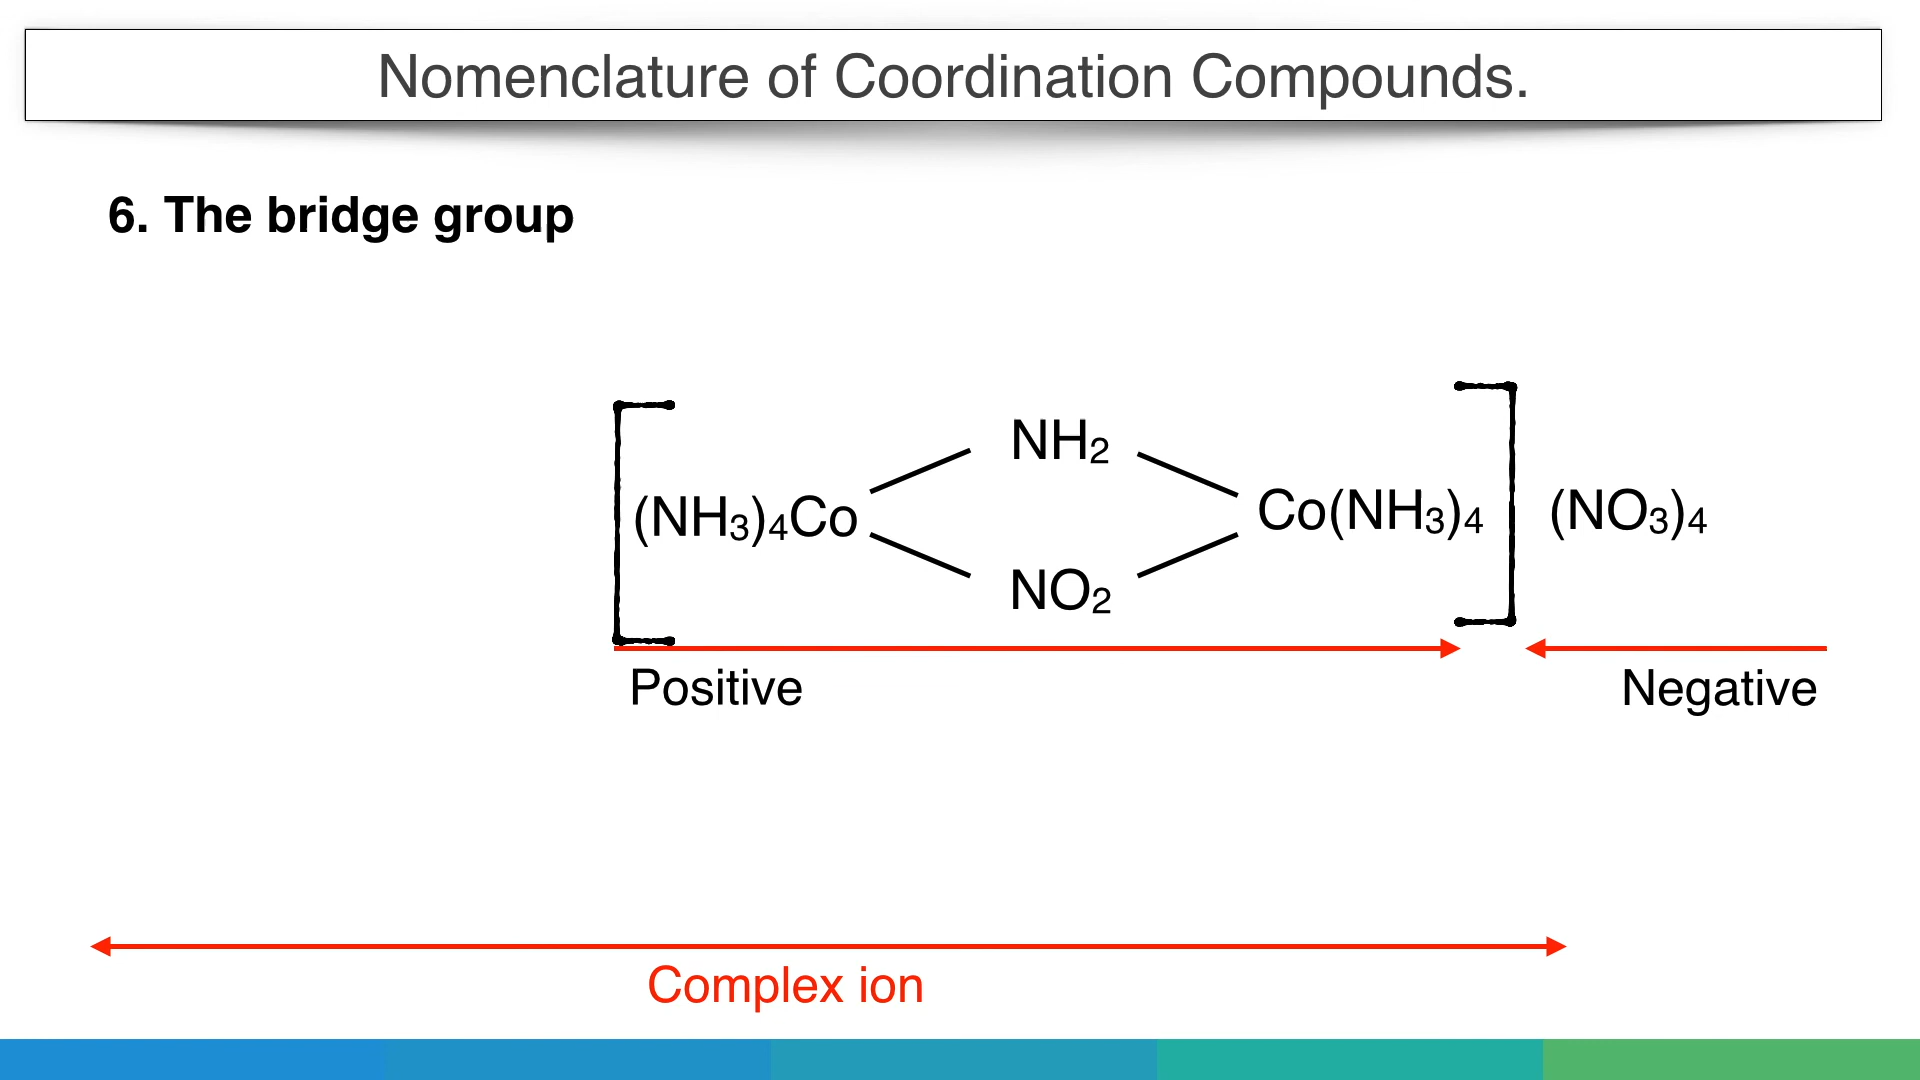 Nomenclature of Coordination Compounds.
6. The bridge group
NH2
(NH3)4Co Co(NH3)4 (NO3)4
NO2
Positive Negative
Complex ion